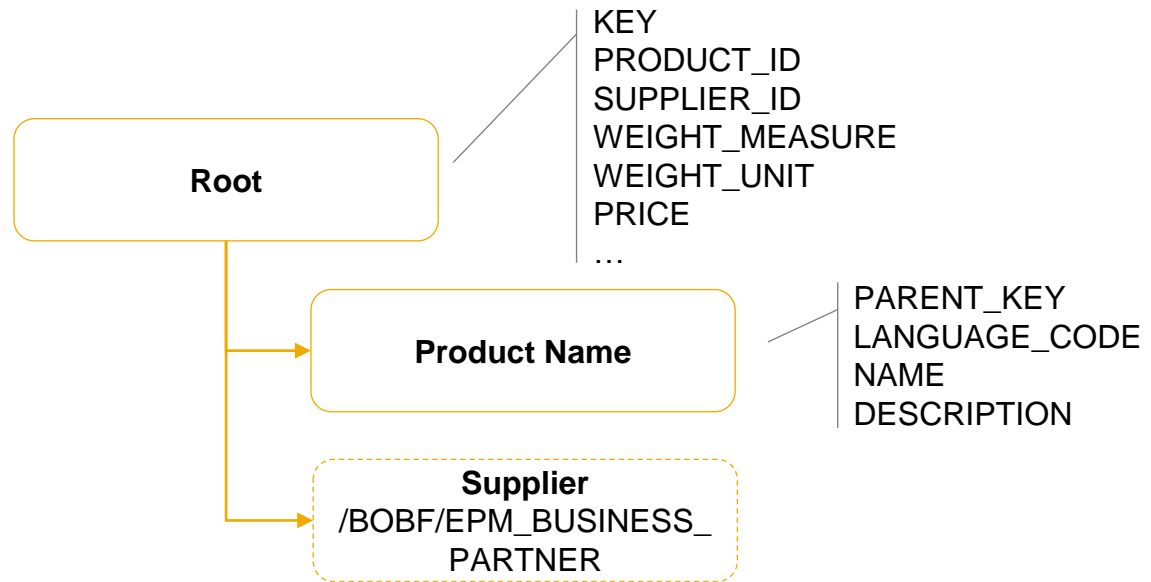 KEY
PRODUCT_ID
SUPPLIER_ID
WEIGHT_MEASURE
WEIGHT_UNIT
PRICE
…
Root
PARENT_KEY
LANGUAGE_CODE
NAME
DESCRIPTION
Product Name
Supplier
/BOBF/EPM_BUSINESS_
PARTNER